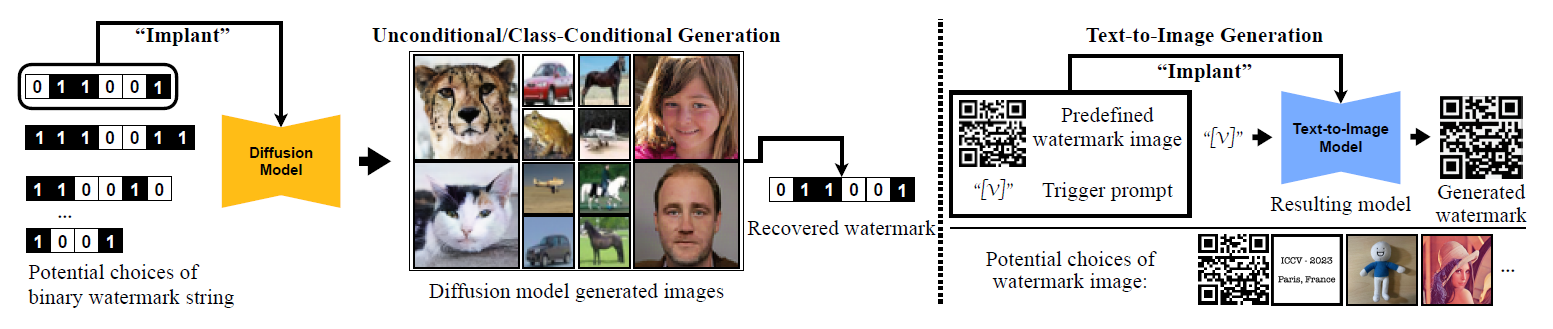 “Implant”
0 1 1 0 0 1
1 1 1 0 0 1 1
1 1 0 0 1 0
...
1 0 0 1
Potential choices of
binary watermark string
Diffusion
Model
Unconditional/Class-Conditional Generation
Diffusion model generated images
0 1 1 0 0 1
Recovered watermark
Text-to-Image Generation
“Implant”
Predefined
watermark image
“[V]” Trigger prompt
“[V]”
Text-to-Image
Model
Resulting model
Generated
watermark
Potential choices of
watermark image:
ICCV - 2023
Paris, France
...